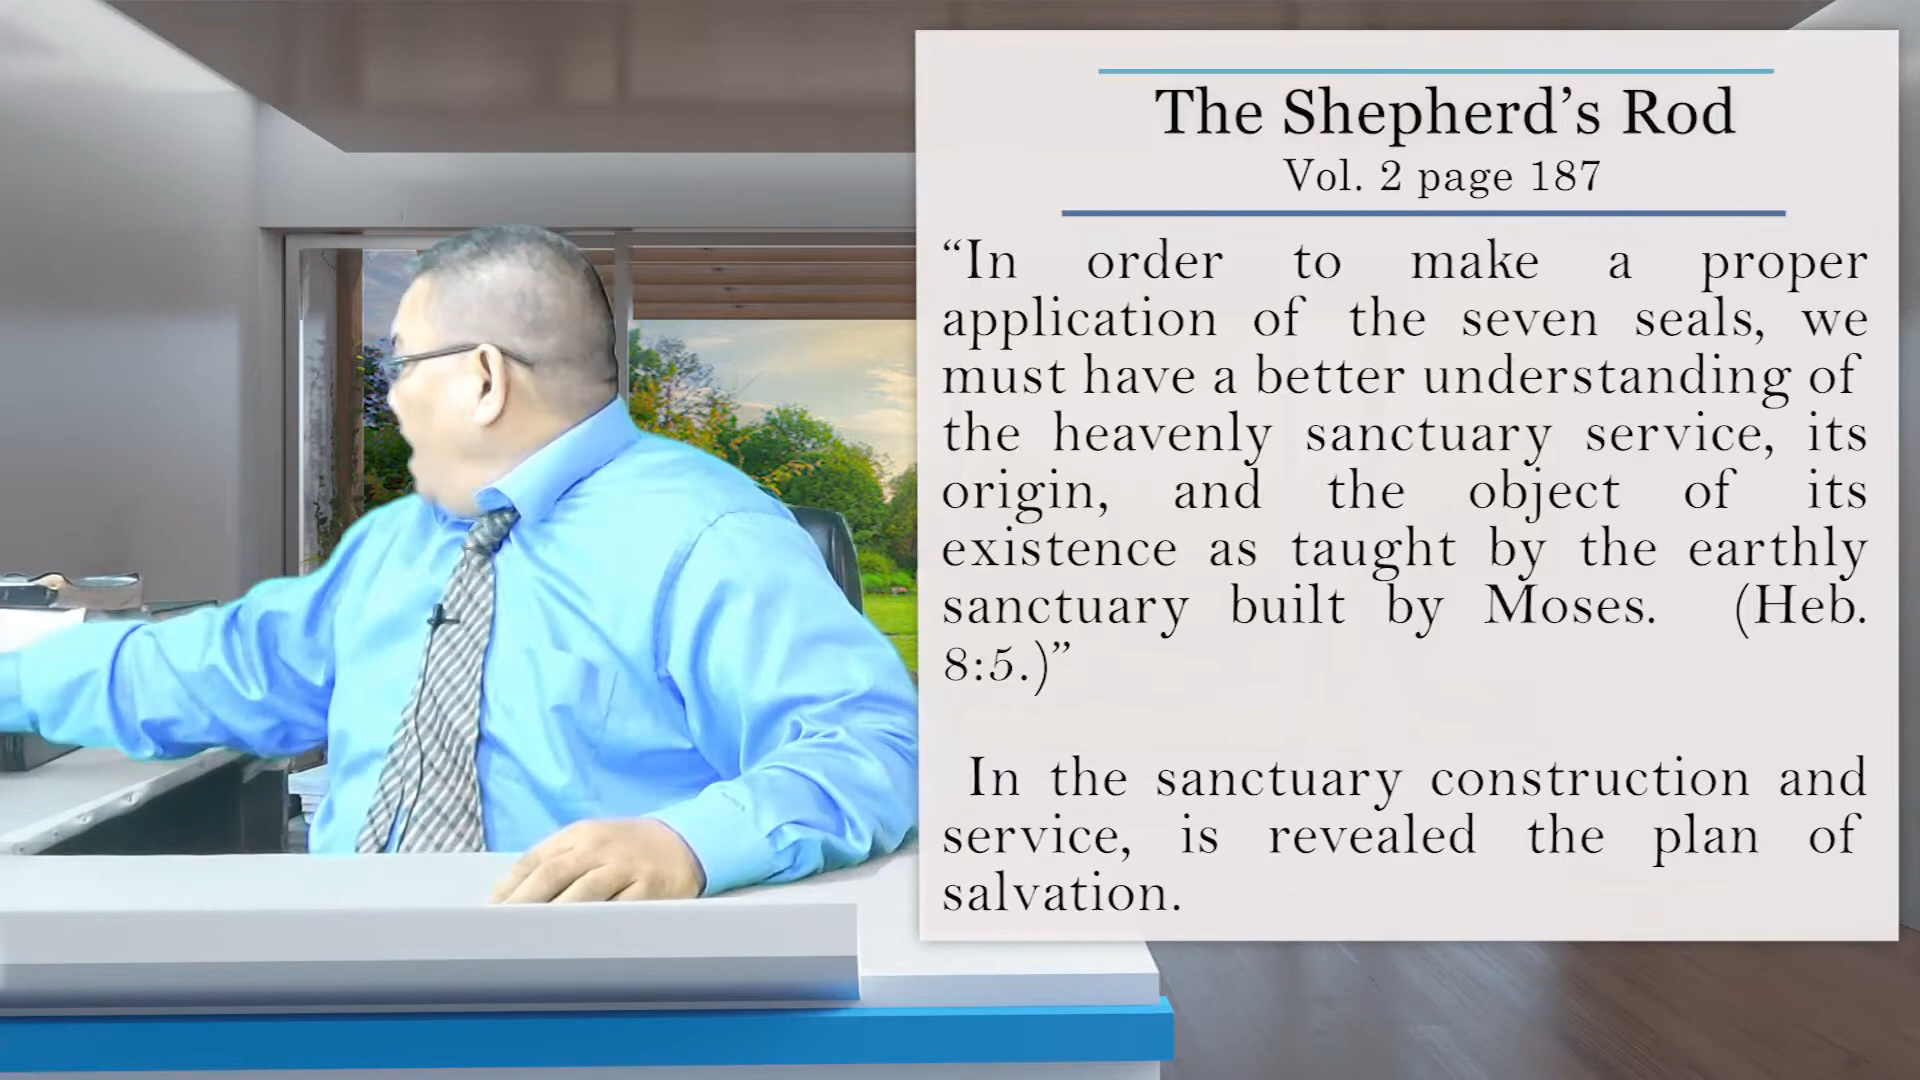 The Shepherd’s Rod
Vol. 2 page 187
“In order to make a proper
application of the seven seals, we
must have a better understanding of
the heavenly sanctuary service, its
origin, and the object of its
existence as taught by the earthly
sanctuary built by Moses. (Heb.
8:5.)”
In the sanctuary construction and
service, is revealed the plan of
salvation.